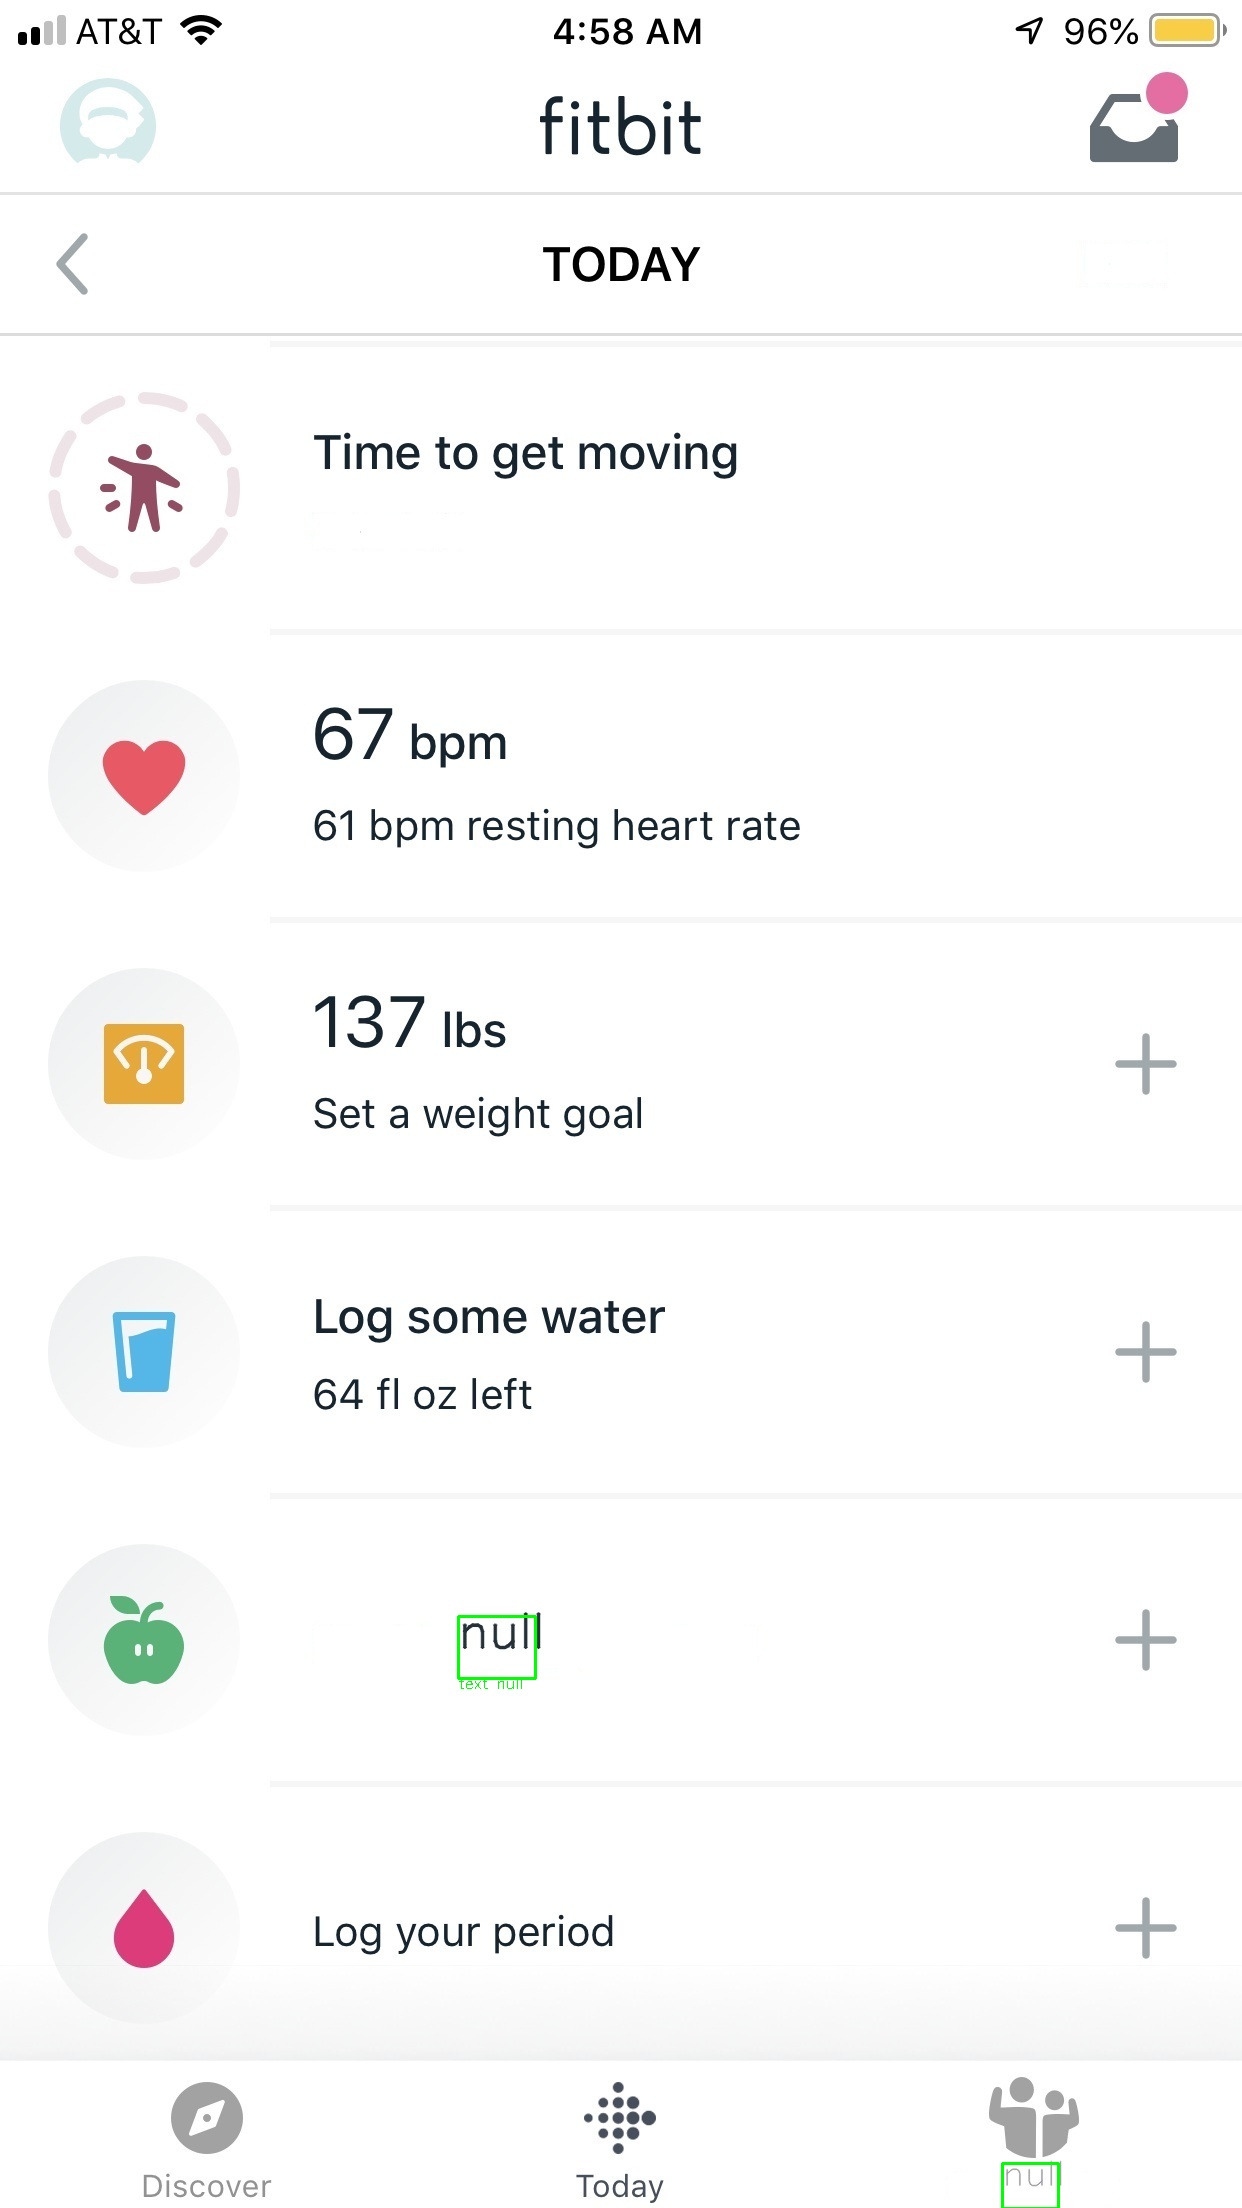 AT&T 4:58 AM 96%
fitbit
TODAY
Time to get moving
67 bpm
61 bpm resting heart rate
137 lbs
Set a weight goal
Log some water
64 fl oz left
null
text null
Log your period
Discover Today null